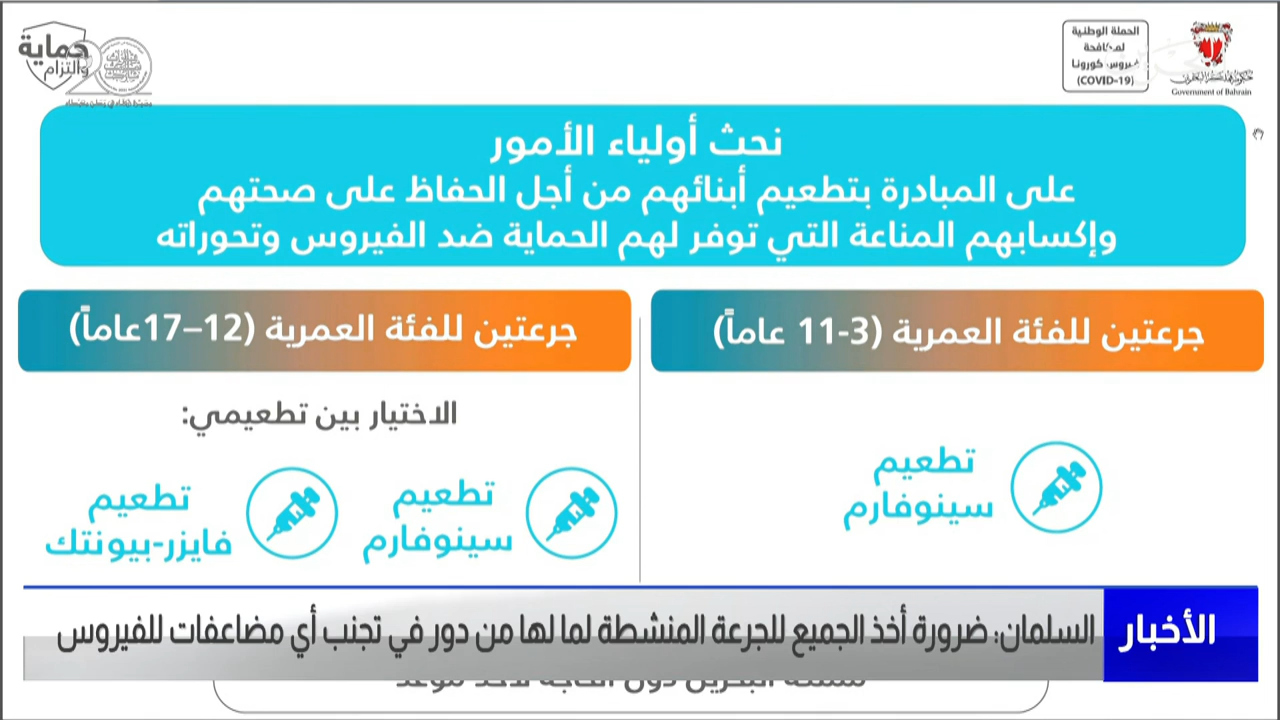 حماية
والتزام
الحملة الوطنية
لمكافحة
فيروس كورونا
(COVID-19)
Government of Bahrain
نحث أولياء الأمور
على المبادرة بتطعيم أبنائهم من أجل الحفاظ على صحتهم
وإكسابهم المناعة التي توفر لهم الحماية ضد الفيروس وتحوراته
جرعتين للفئة العمرية (3-11 عاماً)
تطعيم
سينوفارم
جرعتين للفئة العمرية (12–17عاماً)
الاختيار بين تطعيمي:
تطعيم
سينوفارم
تطعيم
فايزر-بيونتك
الأخبار
السلمان: ضرورة أخذ الجميع للجرعة المنشطة لما لها من دور في تجنب أي مضاعفات للفيروس